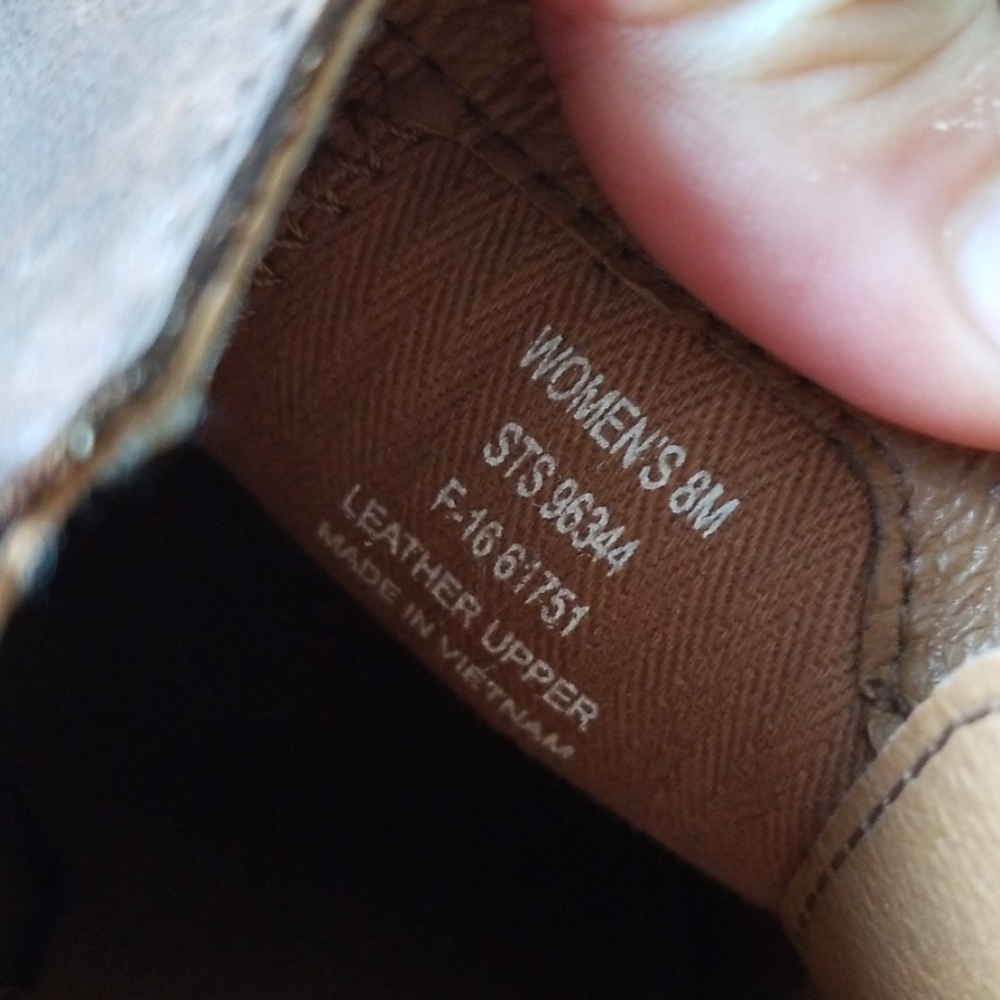 WOMEN'S 8M
STS 96344
F-16 61751
LEATHER UPPER
MADE IN VIETNAM